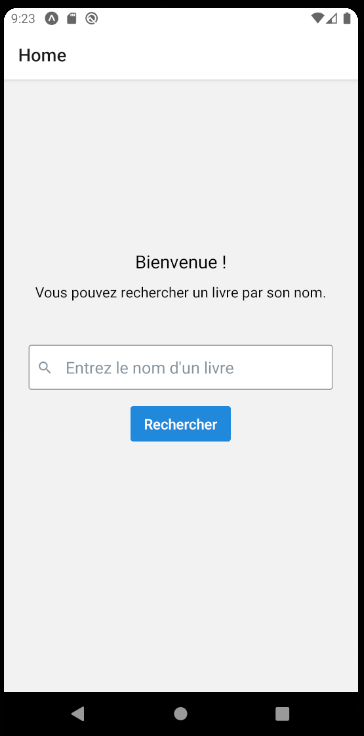 9:23
Home
Bienvenue !
Vous pouvez rechercher un livre par son nom.
Entrez le nom d'un livre
Rechercher